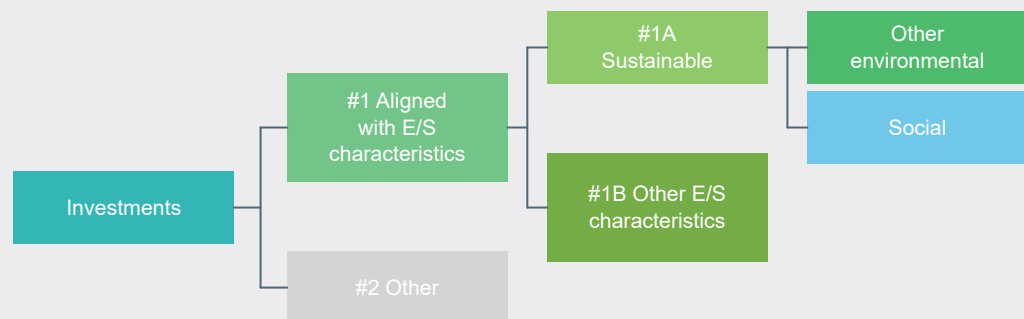 Investments
#1 Aligned
with E/S
characteristics
#2 Other
#1A
Sustainable
#1B Other E/S
characteristics
Other
environmental
Social